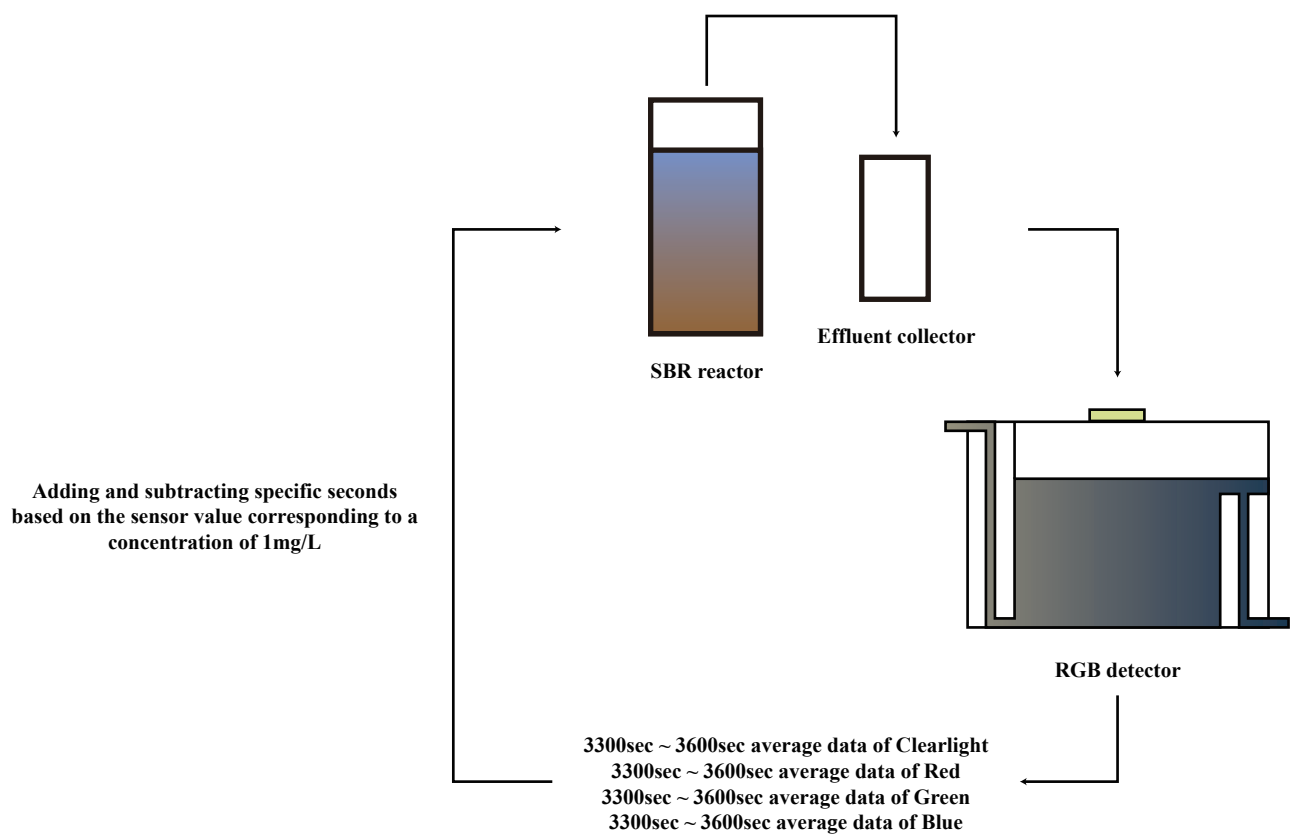 SBR reactor
Effluent collector
RGB detector
3300sec ~ 3600sec average data of Clearlight
3300sec ~ 3600sec average data of Red
3300sec ~ 3600sec average data of Green
3300sec ~ 3600sec average data of Blue
Adding and subtracting specific seconds
based on the sensor value corresponding to a
concentration of 1mg/L